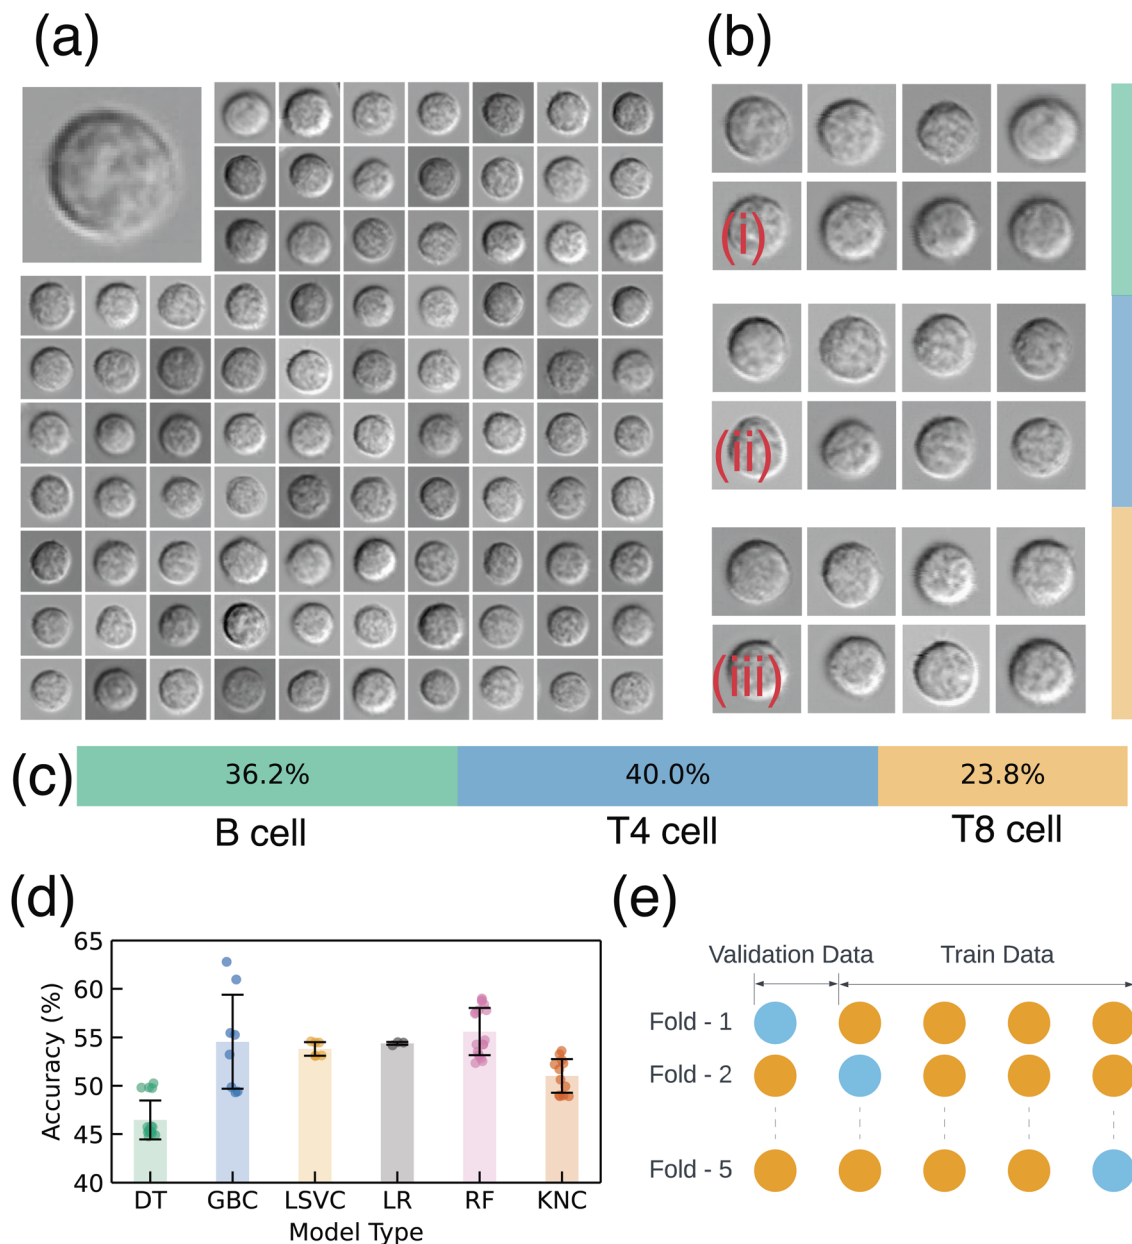 (a)
(b)
(i)
(ii)
(iii)
(c)
36.2%
40.0%
23.8%
B cell
T4 cell
T8 cell
(d)
65
60
55
50
45
40
Accuracy (%)
DT
GBC
LSVC
LR
RF
KNC
Model Type
(e)
Validation Data
Train Data
Fold - 1
Fold - 2
Fold - 5